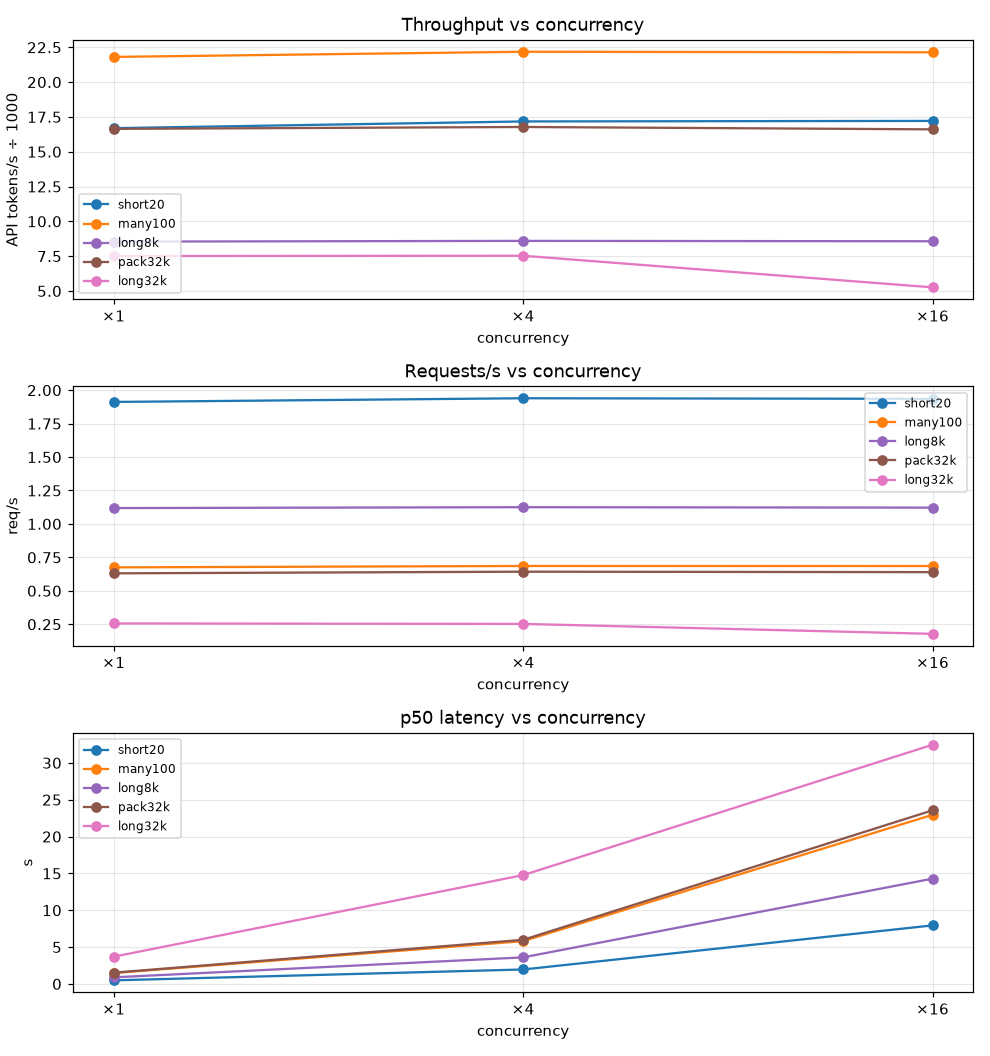 Throughput vs concurrency
API tokens/s ÷ 1000
22.5
20.0
17.5
15.0
12.5
10.0
7.5
5.0
short20
many100
long8k
pack32k
long32k
×1
×4
×16
concurrency
Requests/s vs concurrency
req/s
2.00
1.75
1.50
1.25
1.00
0.75
0.50
0.25
short20
many100
long8k
pack32k
long32k
×1
×4
×16
concurrency
p50 latency vs concurrency
s
30
25
20
15
10
5
0
short20
many100
long8k
pack32k
long32k
×1
×4
×16
concurrency